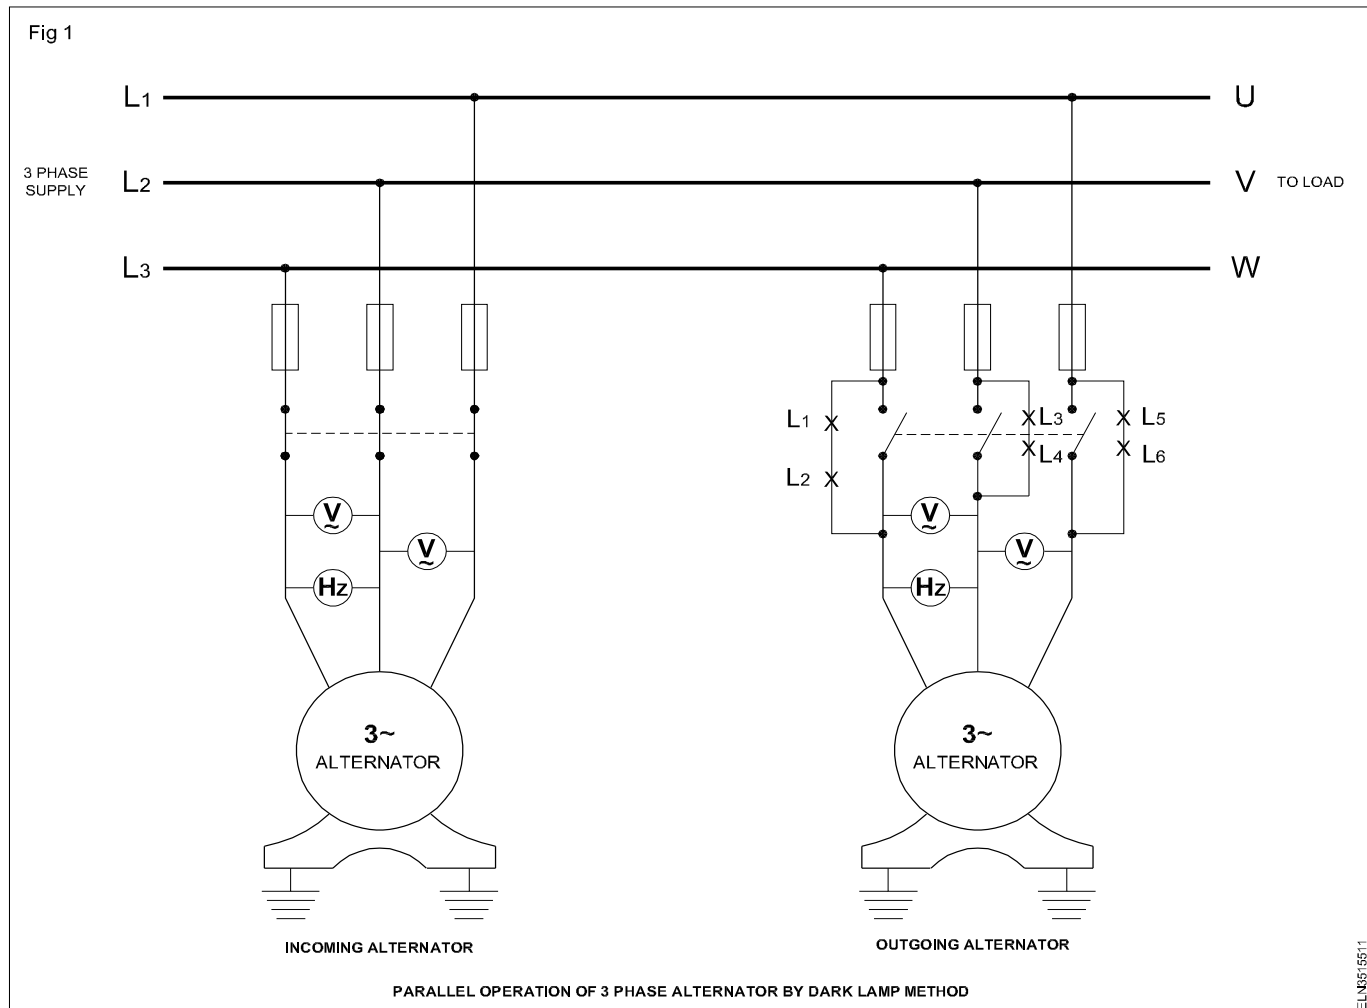 Fig 1
L1
U
3 PHASE
SUPPLY
L2
V
TO LOAD
L3
W
L1
L2
L3
L4
L5
L6
V
~
V
~
Hz
V
~
V
~
Hz
3~
ALTERNATOR
3~
ALTERNATOR
INCOMING ALTERNATOR
OUTGOING ALTERNATOR
PARALLEL OPERATION OF 3 PHASE ALTERNATOR BY DARK LAMP METHOD
ELN3515511